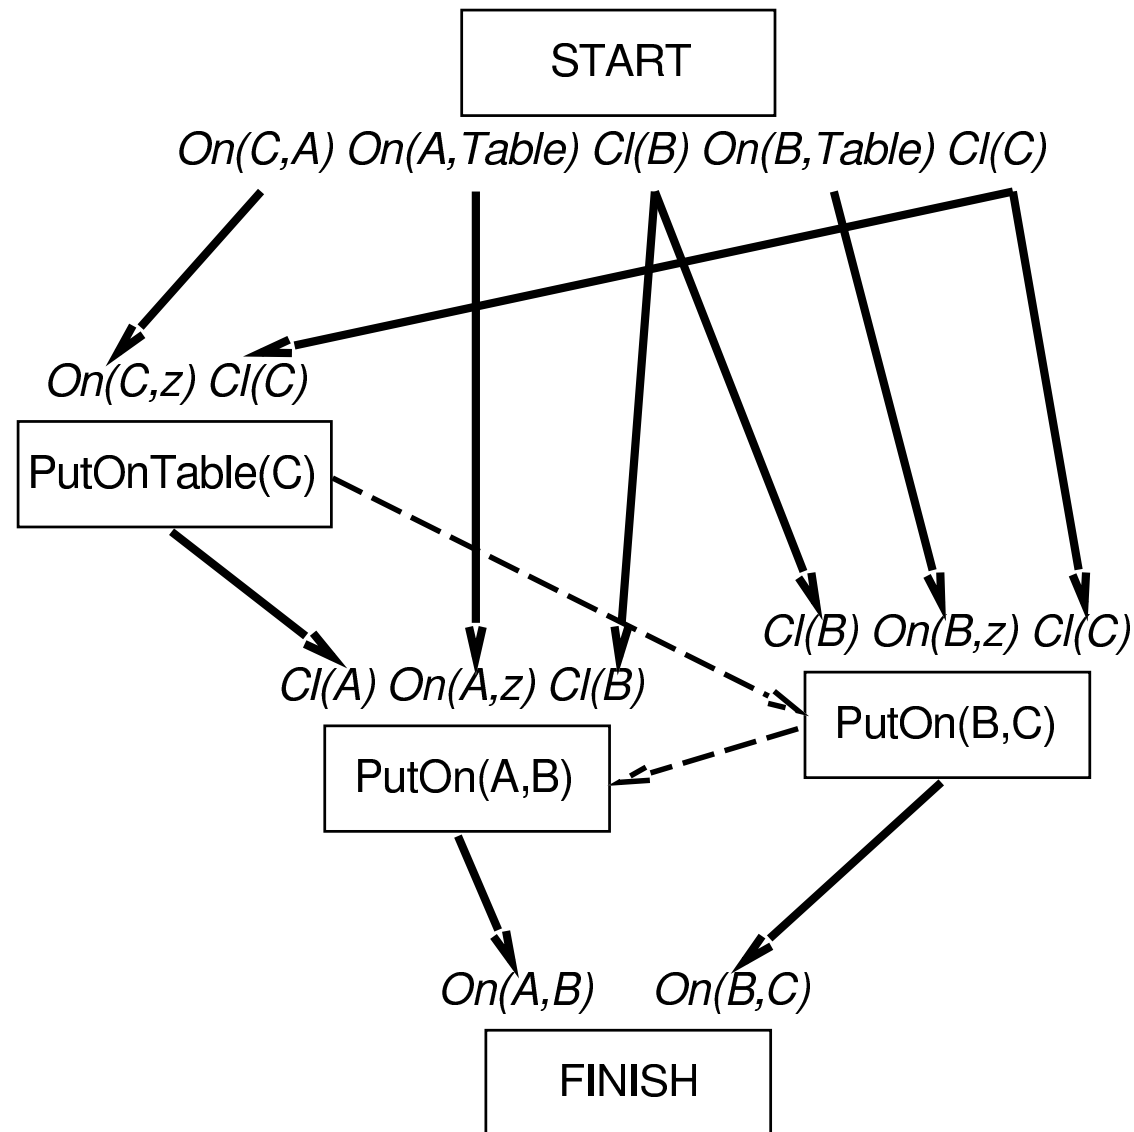 START
On(C,A) On(A,Table) Cl(B) On(B,Table) Cl(C)
On(C,z) Cl(C)
PutOnTable(C)
Cl(B) On(B,z) Cl(C)
Cl(A) On(A,z) Cl(B)
PutOn(B,C)
PutOn(A,B)
On(A,B) On(B,C)
FINISH